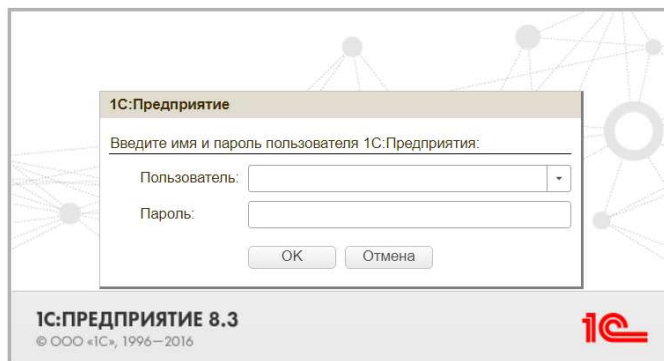 1С:Предприятие
Введите имя и пароль пользователя 1С:Предприятия:
Пользователь:
Пароль:
OK
Отмена
1С:ПРЕДПРИЯТИЕ 8.3
© ООО «1С», 1996—2016
1С